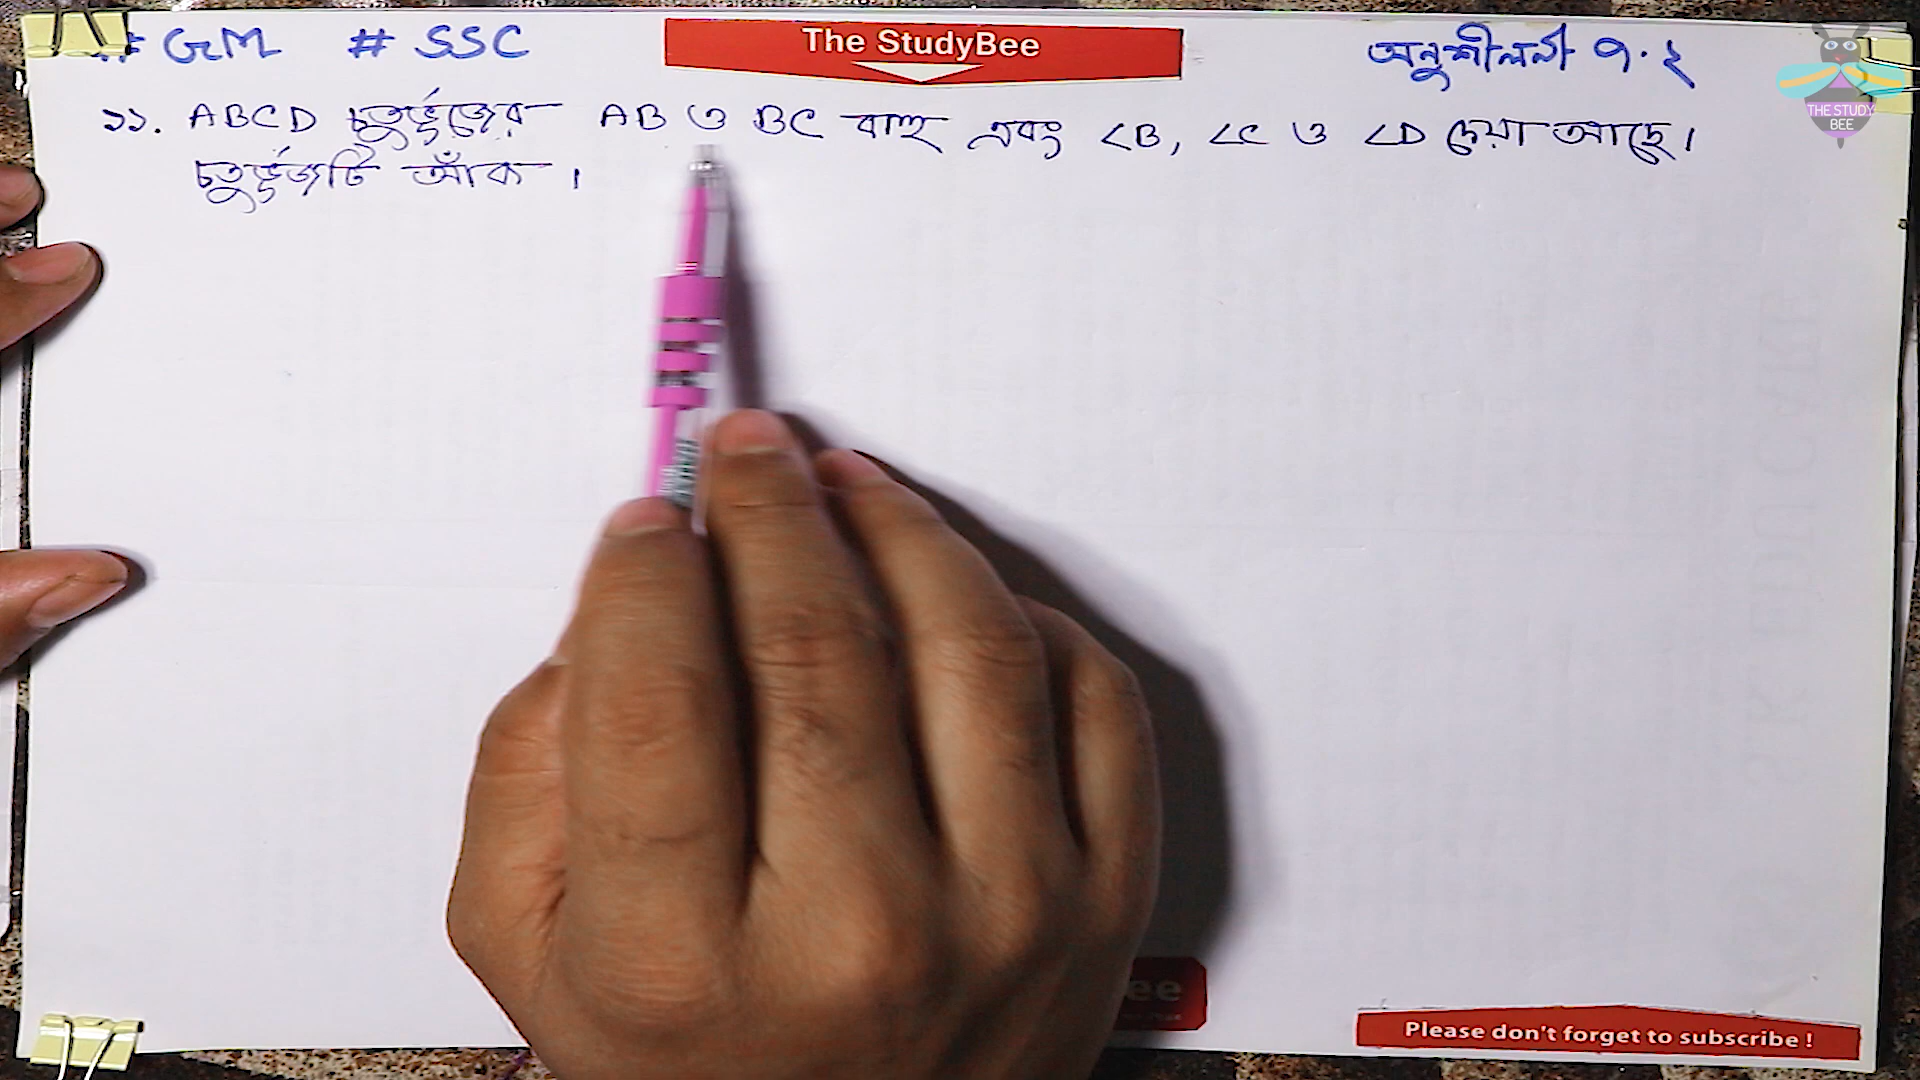 # GM # SSC
The StudyBee
অনুশীলনী ৭.২
THE STUDY
BEE
১১. ABCD চতুর্ভুজের AB ও BC বাহু এবং ∠B, ∠C ও ∠D দেয়া আছে।
চতুর্ভুজটি আঁক।
ee
Please don't forget to subscribe !